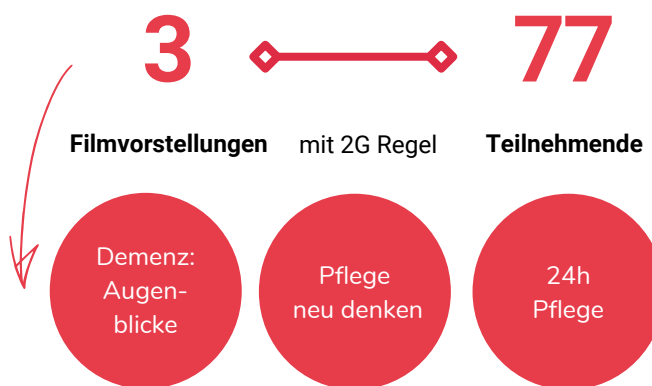 3
77
Filmvorstellungen
mit 2G Regel
Teilnehmende
Demenz:
Augen-
blicke
Pflege
neu denken
24h
Pflege